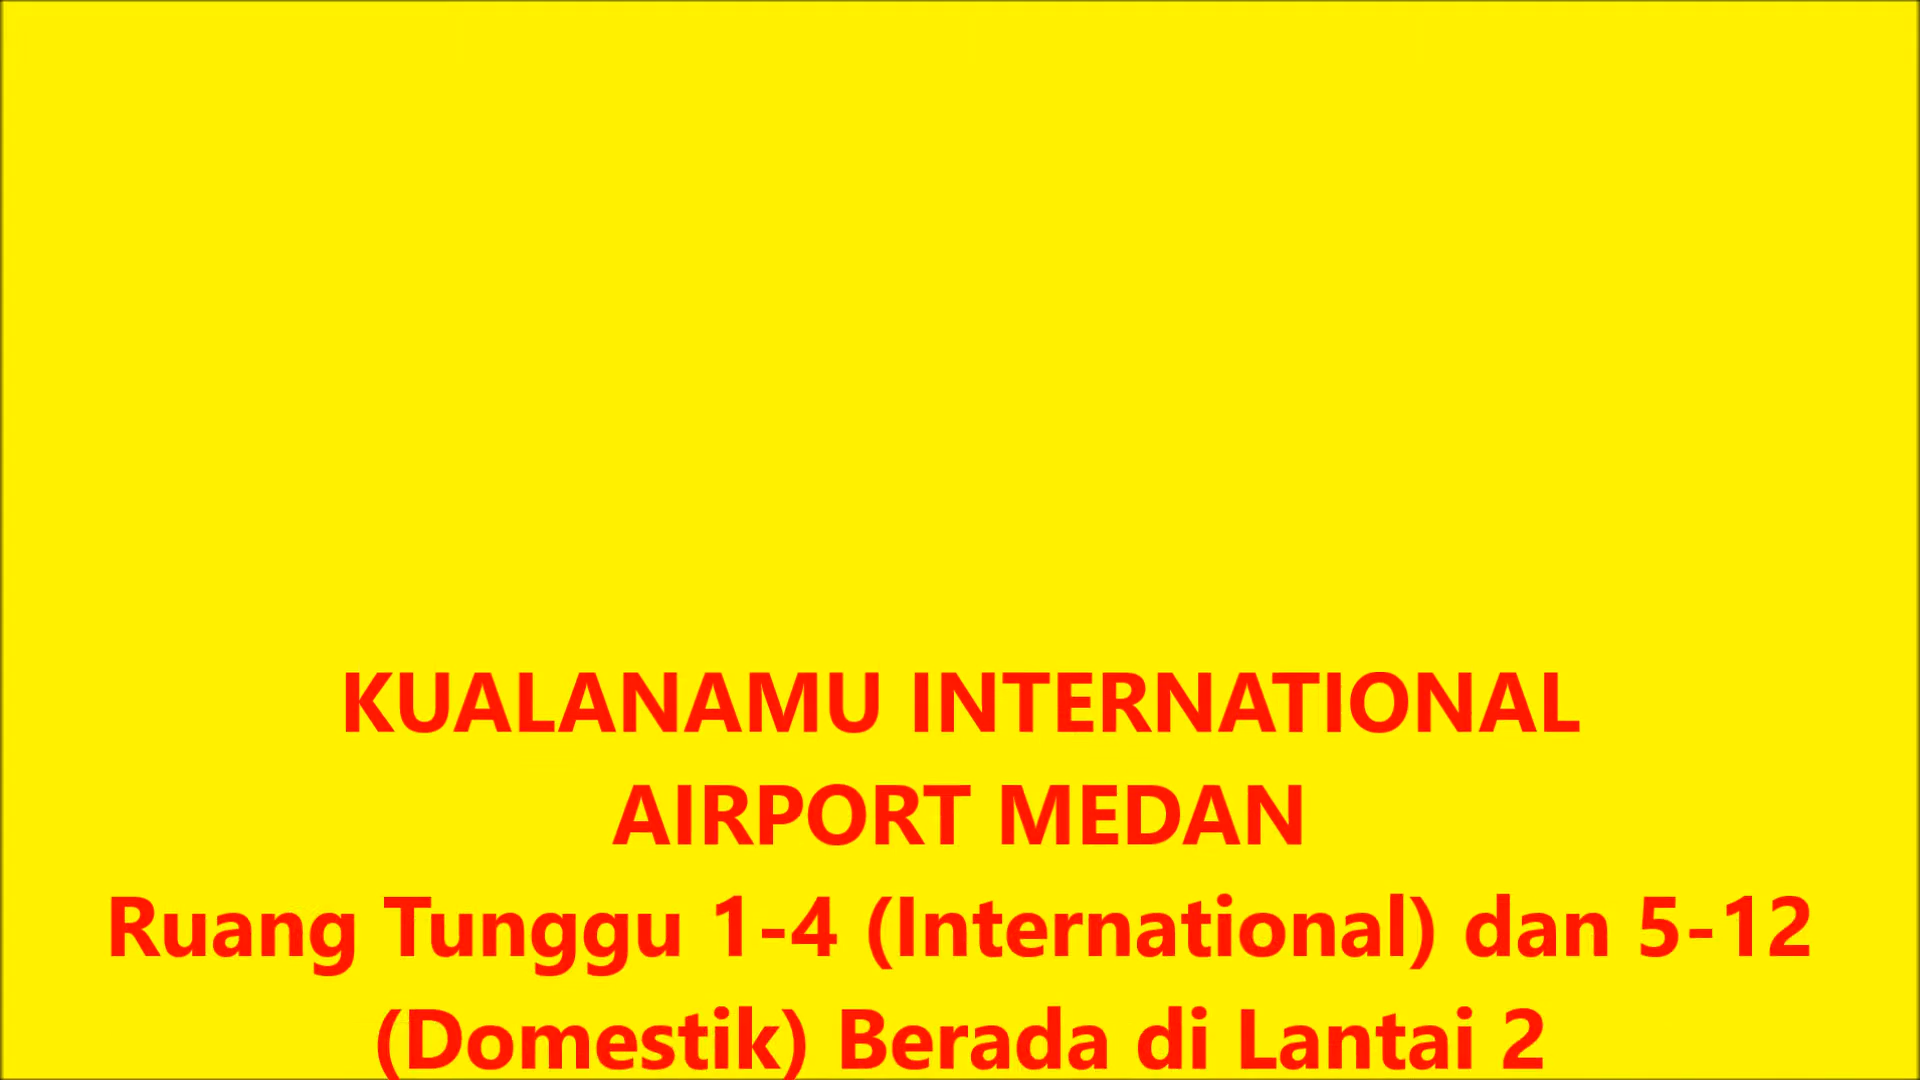 KUALANAMU INTERNATIONAL
AIRPORT MEDAN
Ruang Tunggu 1-4 (International) dan 5-12
(Domestik) Berada di Lantai 2